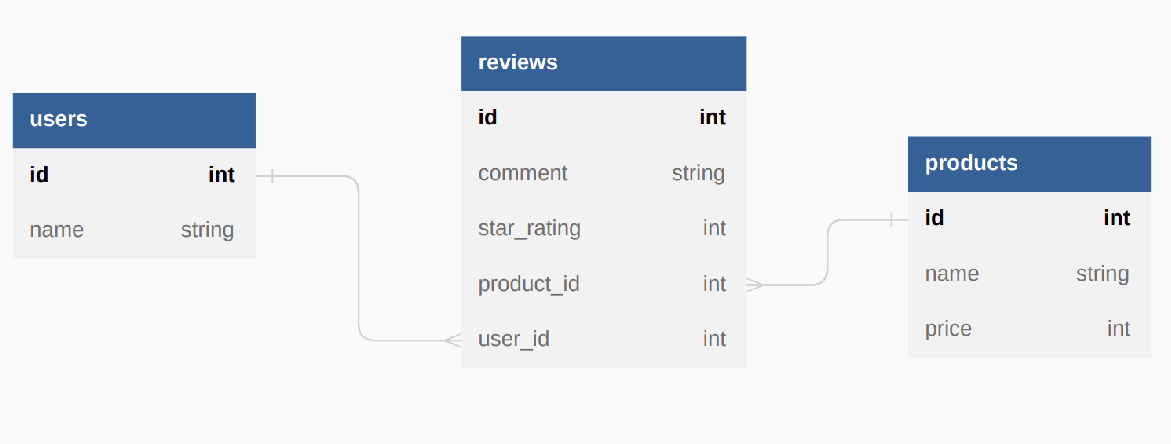 users
id int
name string
reviews
id int
comment string
star_rating int
product_id int
user_id int
products
id int
name string
price int